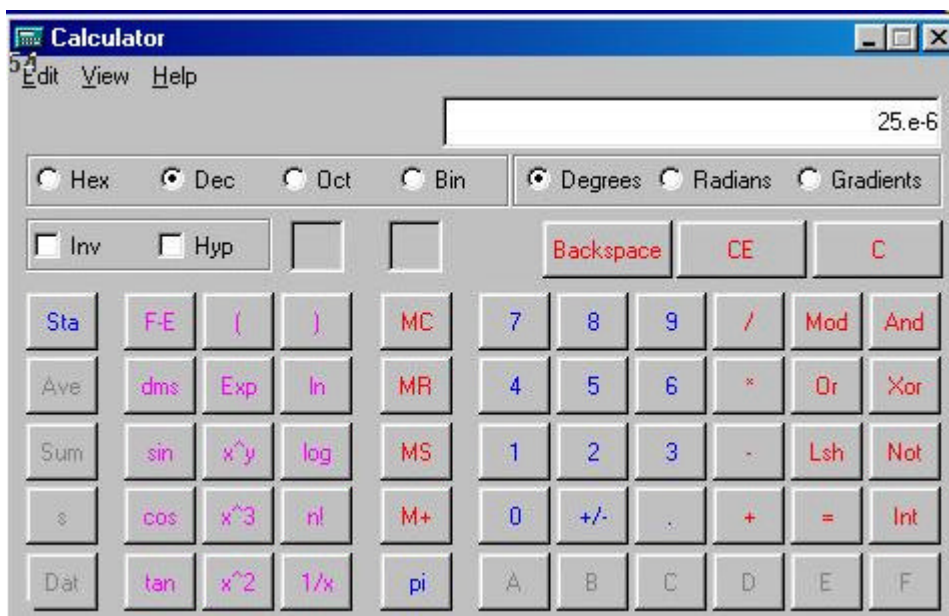 Calculator
54
Edit View Help
25.e-6
Hex Dec Oct Bin Degrees Radians Gradients
Inv Hyp Backspace CE C
Sta F-E ( ) MC 7 8 9 / Mod And
Ave dms Exp ln MR 4 5 6 * Or Xor
Sum sin x^y log MS 1 2 3 - Lsh Not
s cos x^3 n! M+ 0 +/- . + = Int
Dat tan x^2 1/x pi A B C D E F